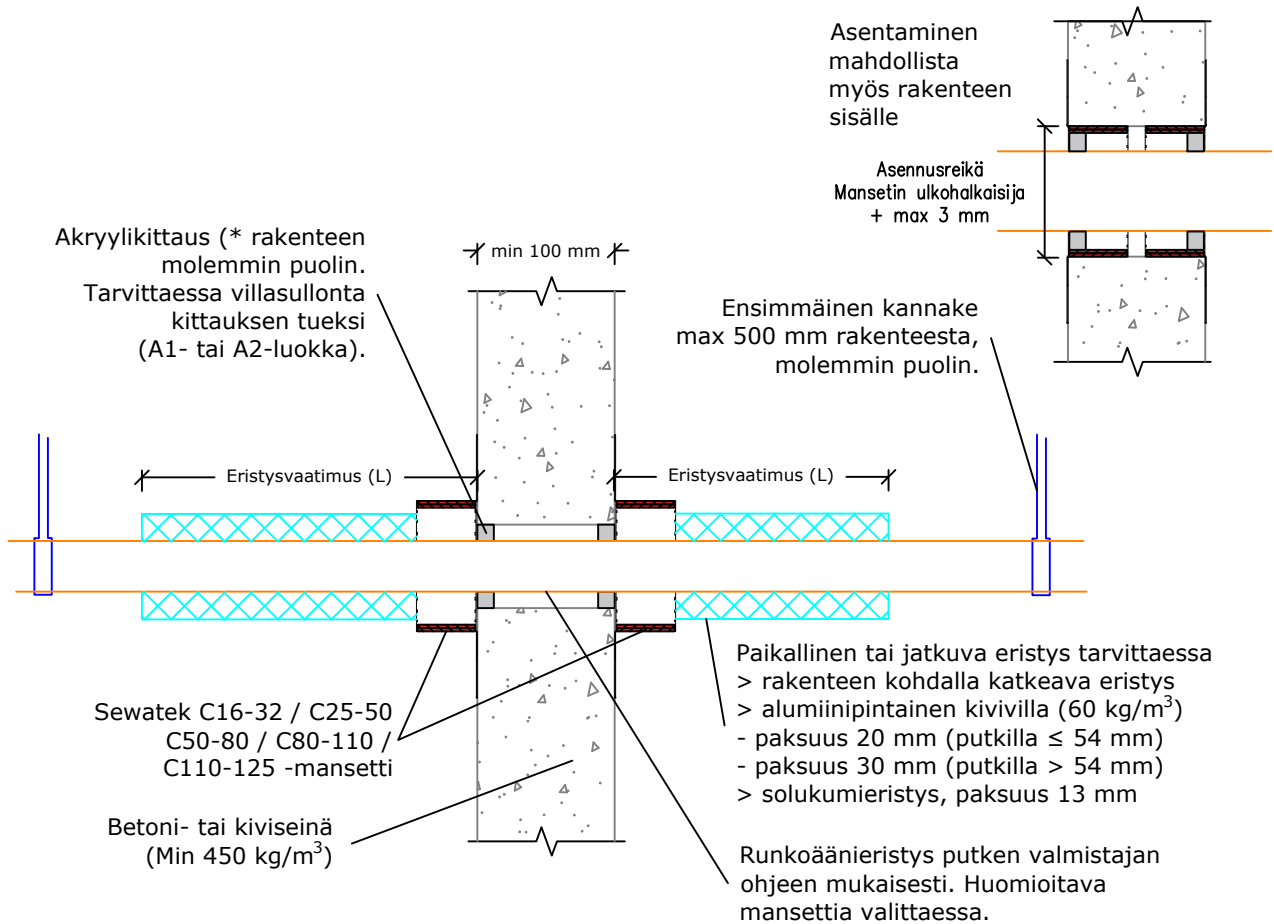 Asentaminen
mahdollista
myös rakenteen
sisälle
Asennusreikä
Mansetin ulkohalkaisija
+ max 3 mm
Akryylikittaus (* rakenteen
molemmin puolin.
Tarvittaessa villasullonta
kittauksen tueksi
(A1- tai A2-luokka).
min 100 mm
Ensimmäinen kannake
max 500 mm rakenteesta,
molemmin puolin.
Eristysvaatimus (L)
Eristysvaatimus (L)
Sewatek C16-32 / C25-50
C50-80 / C80-110 /
C110-125 -mansetti
Betoni- tai kiviseinä
(Min 450 kg/m³)
Paikallinen tai jatkuva eristys tarvittaessa
> rakenteen kohdalla katkeava eristys
> alumiinipintainen kivivilla (60 kg/m³)
- paksuus 20 mm (putkilla ≤ 54 mm)
- paksuus 30 mm (putkilla > 54 mm)
> solukumieristys, paksuus 13 mm
Runkoäänieristys putken valmistajan
ohjeen mukaisesti. Huomioitava
mansettia valittaessa.